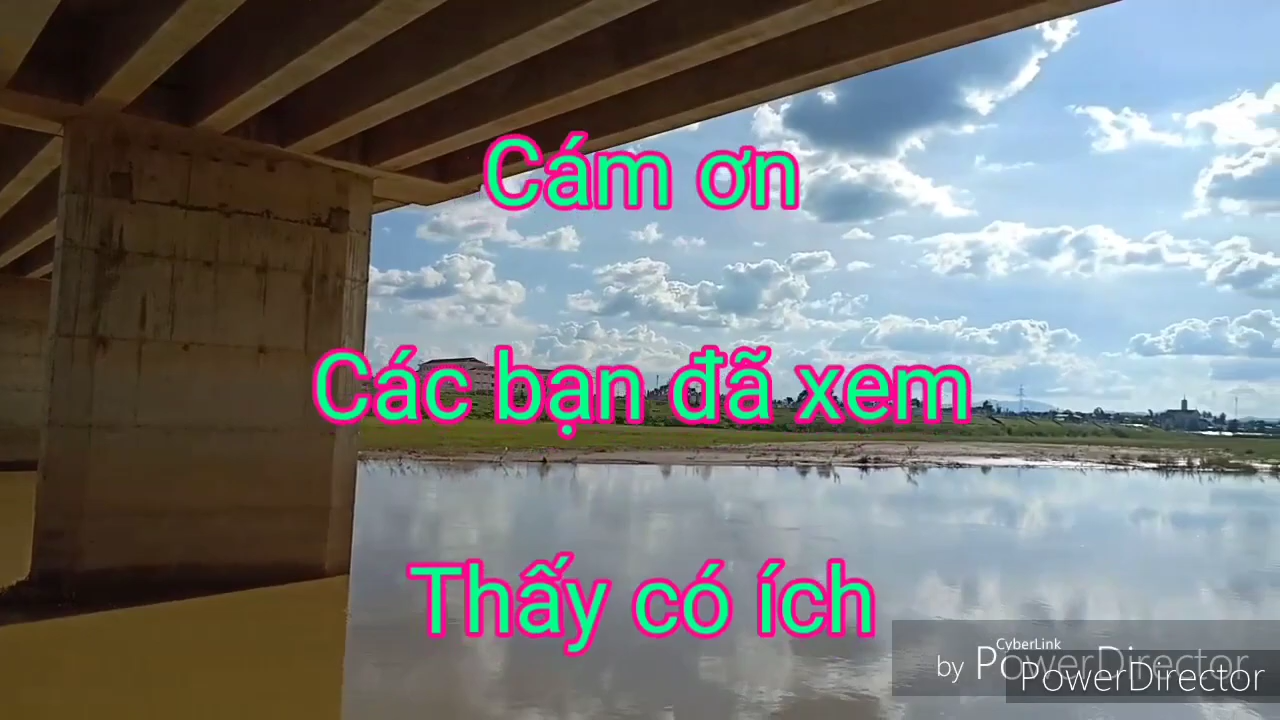 Cám ơn
Các bạn đã xem
Thấy có ích
CyberLink
by PowerDirector
PowerDirector